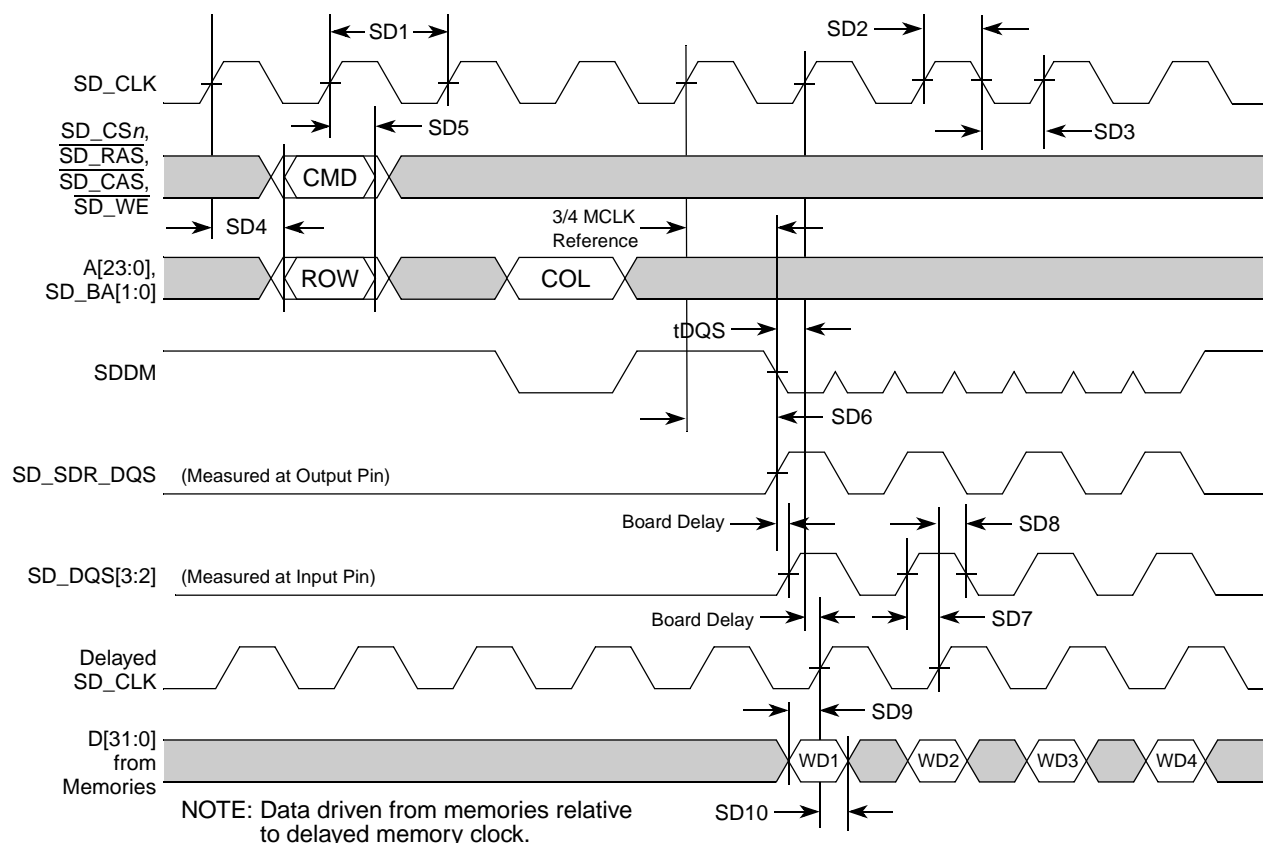 SD1
SD2
SD_CLK
SD5
SD3
SD_CSn,
SD_RAS,
SD_CAS,
SD_WE
CMD
SD4
3/4 MCLK
Reference
A[23:0],
SD_BA[1:0]
ROW
COL
tDQS
SDDM
SD6
SD_SDR_DQS
(Measured at Output Pin)
Board Delay
SD8
SD_DQS[3:2]
(Measured at Input Pin)
Board Delay
SD7
Delayed
SD_CLK
SD9
D[31:0]
from
Memories
WD1
WD2
WD3
WD4
SD10
NOTE: Data driven from memories relative
to delayed memory clock.